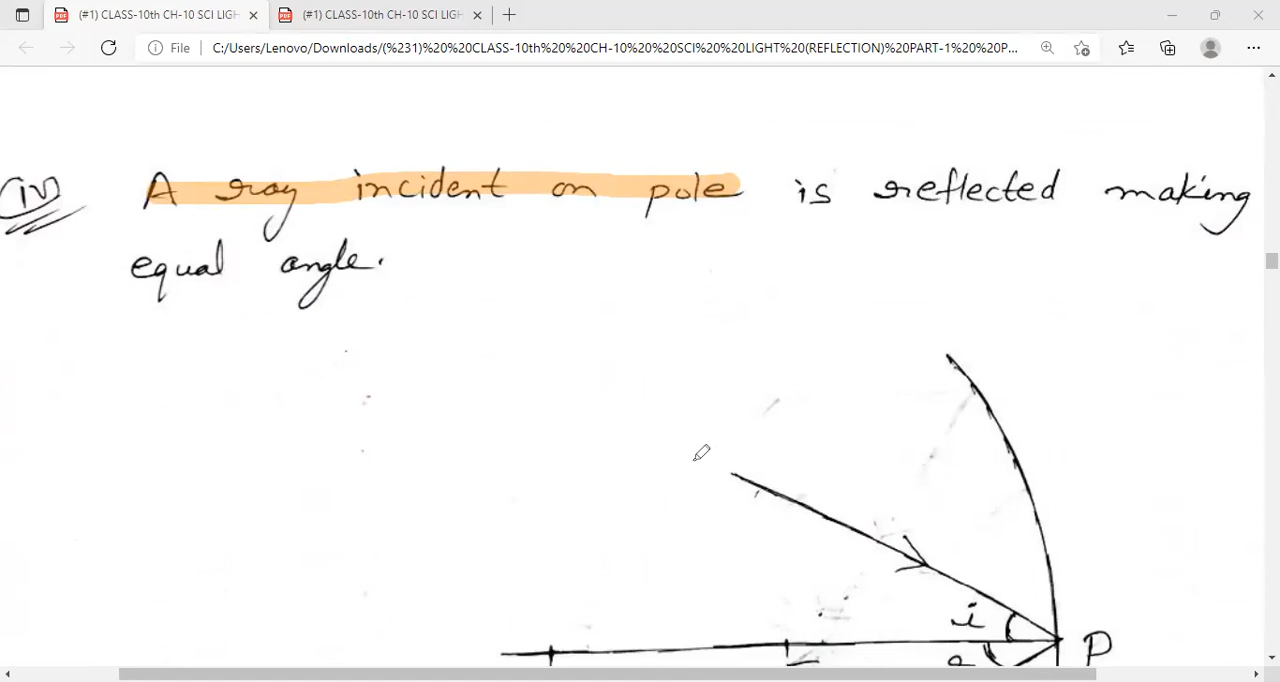 (#1) CLASS-10th CH-10 SCI LIGH
(#1) CLASS-10th CH-10 SCI LIGH
File
C:/Users/Lenovo/Downloads/(%231)%20%20CLASS-10th%20%20CH-10%20%20SCI%20%20LIGHT%20(REFLECTION)%20PART-1%20%20P...
(iv) A ray incident on pole is reflected making
equal angle.
i
P